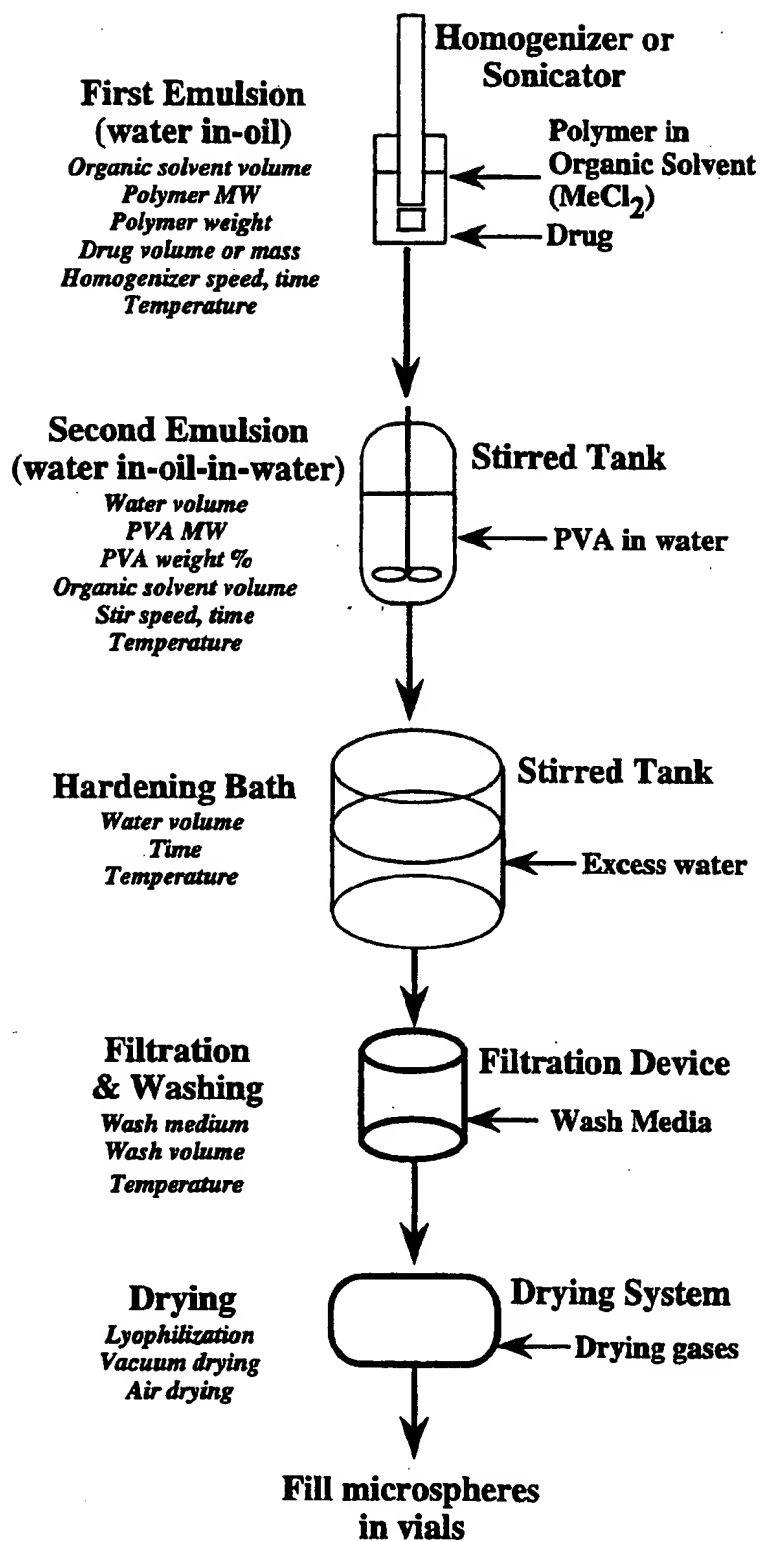 Homogenizer or
Sonicator
First Emulsion
(water in-oil)
Organic solvent volume
Polymer MW
Polymer weight
Drug volume or mass
Homogenizer speed, time
Temperature
Polymer in
Organic Solvent
(MeCl2)
Drug
Second Emulsion
(water in-oil-in-water)
Water volume
PVA MW
PVA weight %
Organic solvent volume
Stir speed, time
Temperature
Stirred Tank
PVA in water
Hardening Bath
Water volume
Time
Temperature
Stirred Tank
Excess water
Filtration
& Washing
Wash medium
Wash volume
Temperature
Filtration Device
Wash Media
Drying
Lyophilization
Vacuum drying
Air drying
Drying System
Drying gases
Fill microspheres
in vials